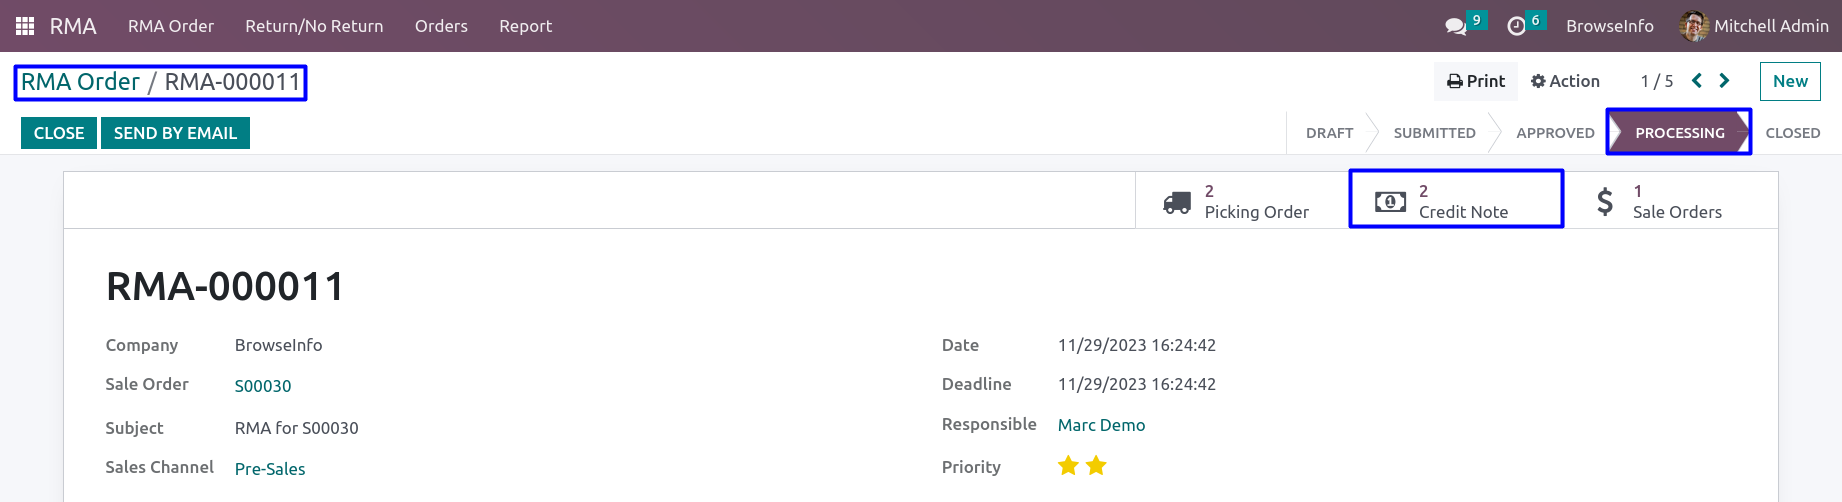 RMA RMA Order Return/No Return Orders Report 9 6 BrowseInfo Mitchell Admin
RMA Order / RMA-000011 Print Action 1 / 5 New
CLOSE SEND BY EMAIL DRAFT SUBMITTED APPROVED PROCESSING CLOSED
2 Picking Order
2 Credit Note
1 Sale Orders
RMA-000011
Company BrowseInfo
Sale Order S00030
Subject RMA for S00030
Sales Channel Pre-Sales
Date 11/29/2023 16:24:42
Deadline 11/29/2023 16:24:42
Responsible Marc Demo
Priority